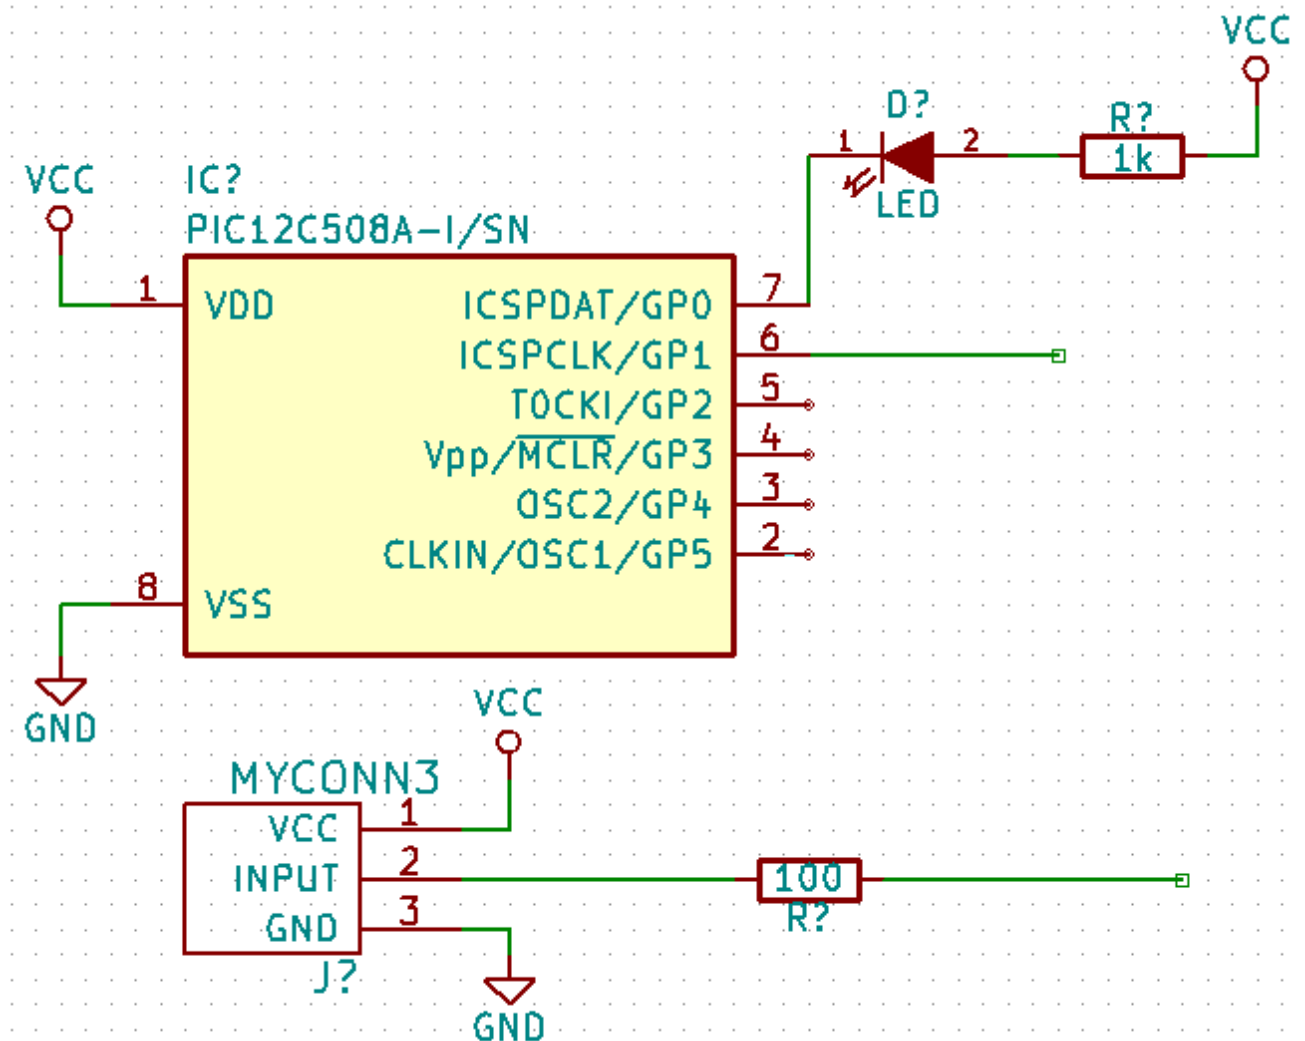 VCC
D?
R?
1 2
1k
LED
VCC
IC?
PIC12C508A-I/SN
1 VDD
ICSPDAT/GP0 7
ICSPCLK/GP1 6
T0CKI/GP2 5
Vpp/MCLR/GP3 4
OSC2/GP4 3
CLKIN/OSC1/GP5 2
8 VSS
GND
VCC
MYCONN3
VCC 1
INPUT 2
GND 3
100
R?
J?
GND